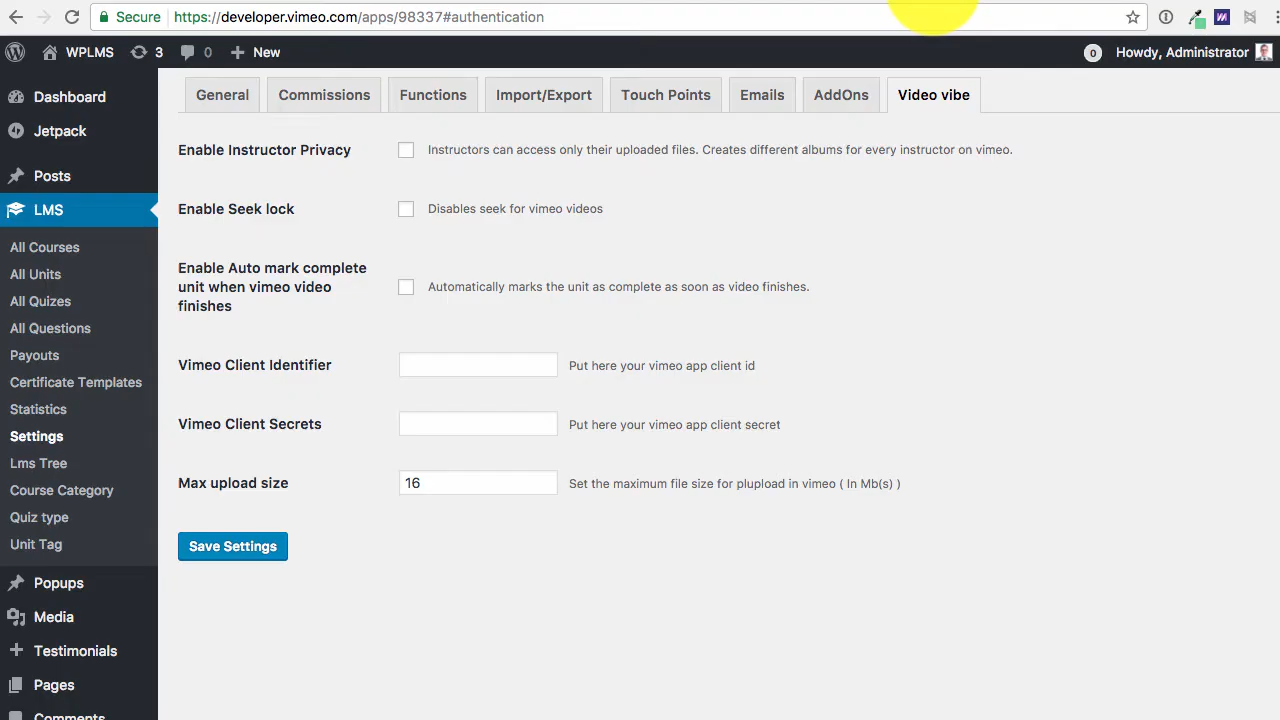 Secure https://developer.vimeo.com/apps/98337#authentication
WPLMS 3 0 New 0 Howdy, Administrator
Dashboard
Jetpack
Posts
LMS
All Courses
All Units
All Quizes
All Questions
Payouts
Certificate Templates
Statistics
Settings
Lms Tree
Course Category
Quiz type
Unit Tag
Popups
Media
Testimonials
Pages
Comments
General Commissions Functions Import/Export Touch Points Emails AddOns Video vibe
Enable Instructor Privacy Instructors can access only their uploaded files. Creates different albums for every instructor on vimeo.
Enable Seek lock Disables seek for vimeo videos
Enable Auto mark complete
unit when vimeo video Automatically marks the unit as complete as soon as video finishes.
finishes
Vimeo Client Identifier Put here your vimeo app client id
Vimeo Client Secrets Put here your vimeo app client secret
Max upload size 16 Set the maximum file size for plupload in vimeo ( In Mb(s) )
Save Settings